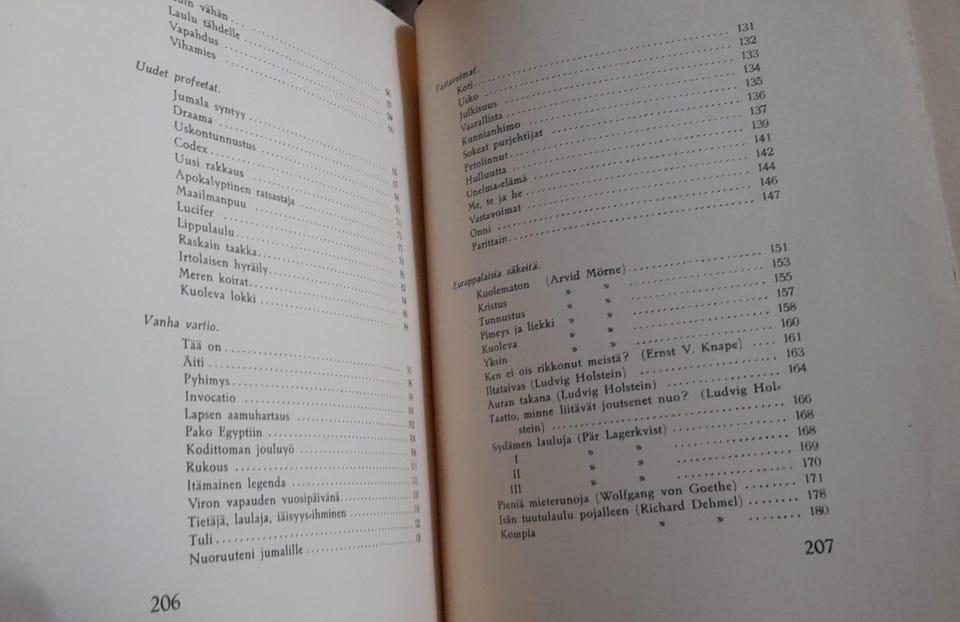 vähän
Laulu tähdelle
Vapahdus
Vihamies
Uudet profeetat.
Jumala syntyy
Draama
Uskontunnustus
Codex
Uusi rakkaus
Apokalyptinen ratsastaja
Maailmanpuu
Lucifer
Lippulaulu
Raskain taakka
Irtolaisen hyräily
Meren koirat
Kuoleva lokki
Vanha vartio.
Tää on
Äiti
Pyhimys
Invocatio
Lapsen aamuhartaus
Pako Egyptiin
Kodittoman jouluyö
Rukous
Itämainen legenda
Viron vapauden vuosipäivänä
Tietäjä, laulaja, iäisyys-ihminen
Tuli
Nuoruuteni jumalille
206
Vastavoimat.
Koti 131
Usko 132
Julkisuus 133
Vaarallista 134
Kunnianhimo 135
Sokeat purjehtijat 136
Petolinnut 137
Hulluutta 139
Unelma-elämä 141
Me, te ja he 142
Vastavoimat 144
Onni 146
Parittain 147
Europpalaisia säkeitä.
Kuolematon (Arvid Mörne) 151
Kristus » » 153
Tunnustus » » 155
Pimeys ja liekki » » 157
Kuoleva » » 158
Yksin » » 160
Ken ei ois rikkonut meistä? (Ernst V. Knape) 161
Iltataivas (Ludvig Holstein) 163
Auran takana (Ludvig Holstein) 164
Taatto, minne liitävät joutsenet nuo? (Ludvig Hol-
stein) 166
Sydämen lauluja (Pär Lagerkvist) 168
I » » 168
II » » 169
III » » 170
Pieniä mieterunoja (Wolfgang von Goethe) 171
Isän tuutulaulu pojalleen (Richard Dehmel) 178
Kompia » » 180
207